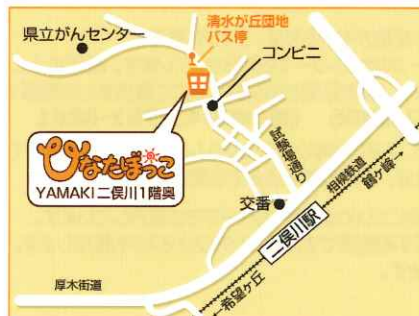 清水が丘団地
バス停
県立がんセンター
コンビニ
ひなたぼっこ
YAMAKI 二俣川1階奥
試験場通り
相模鉄道
鶴ケ峰
交番
二俣川駅
厚木街道
希望ケ丘